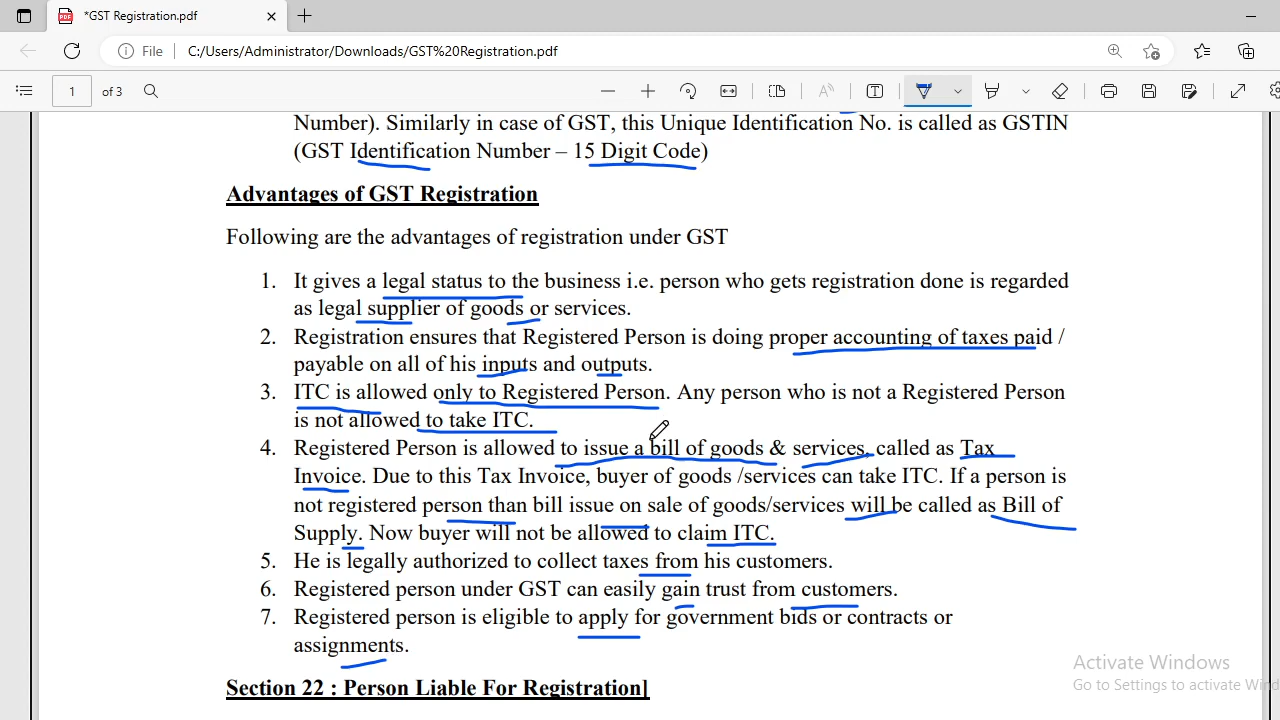 *GST Registration.pdf
File
C:/Users/Administrator/Downloads/GST%20Registration.pdf
1 of 3
Number). Similarly in case of GST, this Unique Identification No. is called as GSTIN
(GST Identification Number – 15 Digit Code)
Advantages of GST Registration
Following are the advantages of registration under GST
1. It gives a legal status to the business i.e. person who gets registration done is regarded
as legal supplier of goods or services.
2. Registration ensures that Registered Person is doing proper accounting of taxes paid /
payable on all of his inputs and outputs.
3. ITC is allowed only to Registered Person. Any person who is not a Registered Person
is not allowed to take ITC.
4. Registered Person is allowed to issue a bill of goods & services, called as Tax
Invoice. Due to this Tax Invoice, buyer of goods /services can take ITC. If a person is
not registered person than bill issue on sale of goods/services will be called as Bill of
Supply. Now buyer will not be allowed to claim ITC.
5. He is legally authorized to collect taxes from his customers.
6. Registered person under GST can easily gain trust from customers.
7. Registered person is eligible to apply for government bids or contracts or
assignments.
Section 22 : Person Liable For Registration]
Activate Windows
Go to Settings to activate Wind